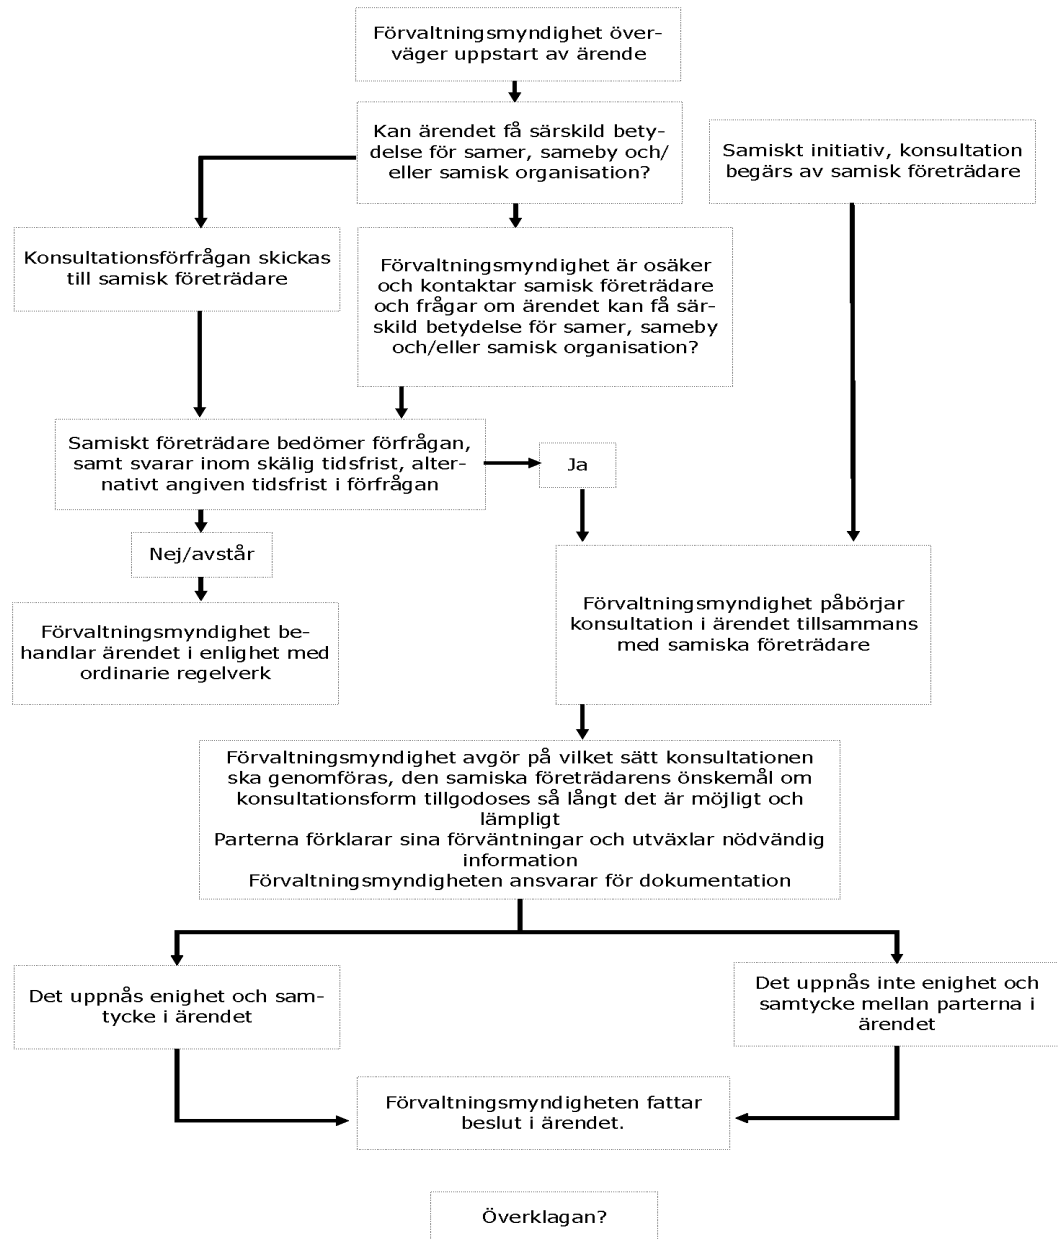 Förvaltningsmyndighet över-
väger uppstart av ärende
Kan ärendet få särskild bety-
delse för samer, sameby och/
eller samisk organisation?
Samiskt initiativ, konsultation
begärs av samisk företrädare
Konsultationsförfrågan skickas
till samisk företrädare
Förvaltningsmyndighet är osäker
och kontaktar samisk företrädare
och frågar om ärendet kan få sär-
skild betydelse för samer, sameby
och/eller samisk organisation?
Samiskt företrädare bedömer förfrågan,
samt svarar inom skälig tidsfrist, alter-
nativt angiven tidsfrist i förfrågan
Ja
Nej/avstår
Förvaltningsmyndighet be-
handlar ärendet i enlighet med
ordinarie regelverk
Förvaltningsmyndighet påbörjar
konsultation i ärendet tillsammans
med samiska företrädare
Förvaltningsmyndighet avgör på vilket sätt konsultationen
ska genomföras, den samiska företrädarens önskemål om
konsultationsform tillgodoses så långt det är möjligt och
lämpligt
Parterna förklarar sina förväntningar och utväxlar nödvändig
information
Förvaltningsmyndigheten ansvarar för dokumentation
Det uppnås enighet och sam-
tycke i ärendet
Det uppnås inte enighet och
samtycke mellan parterna i
ärendet
Förvaltningsmyndigheten fattar
beslut i ärendet.
Överklagan?